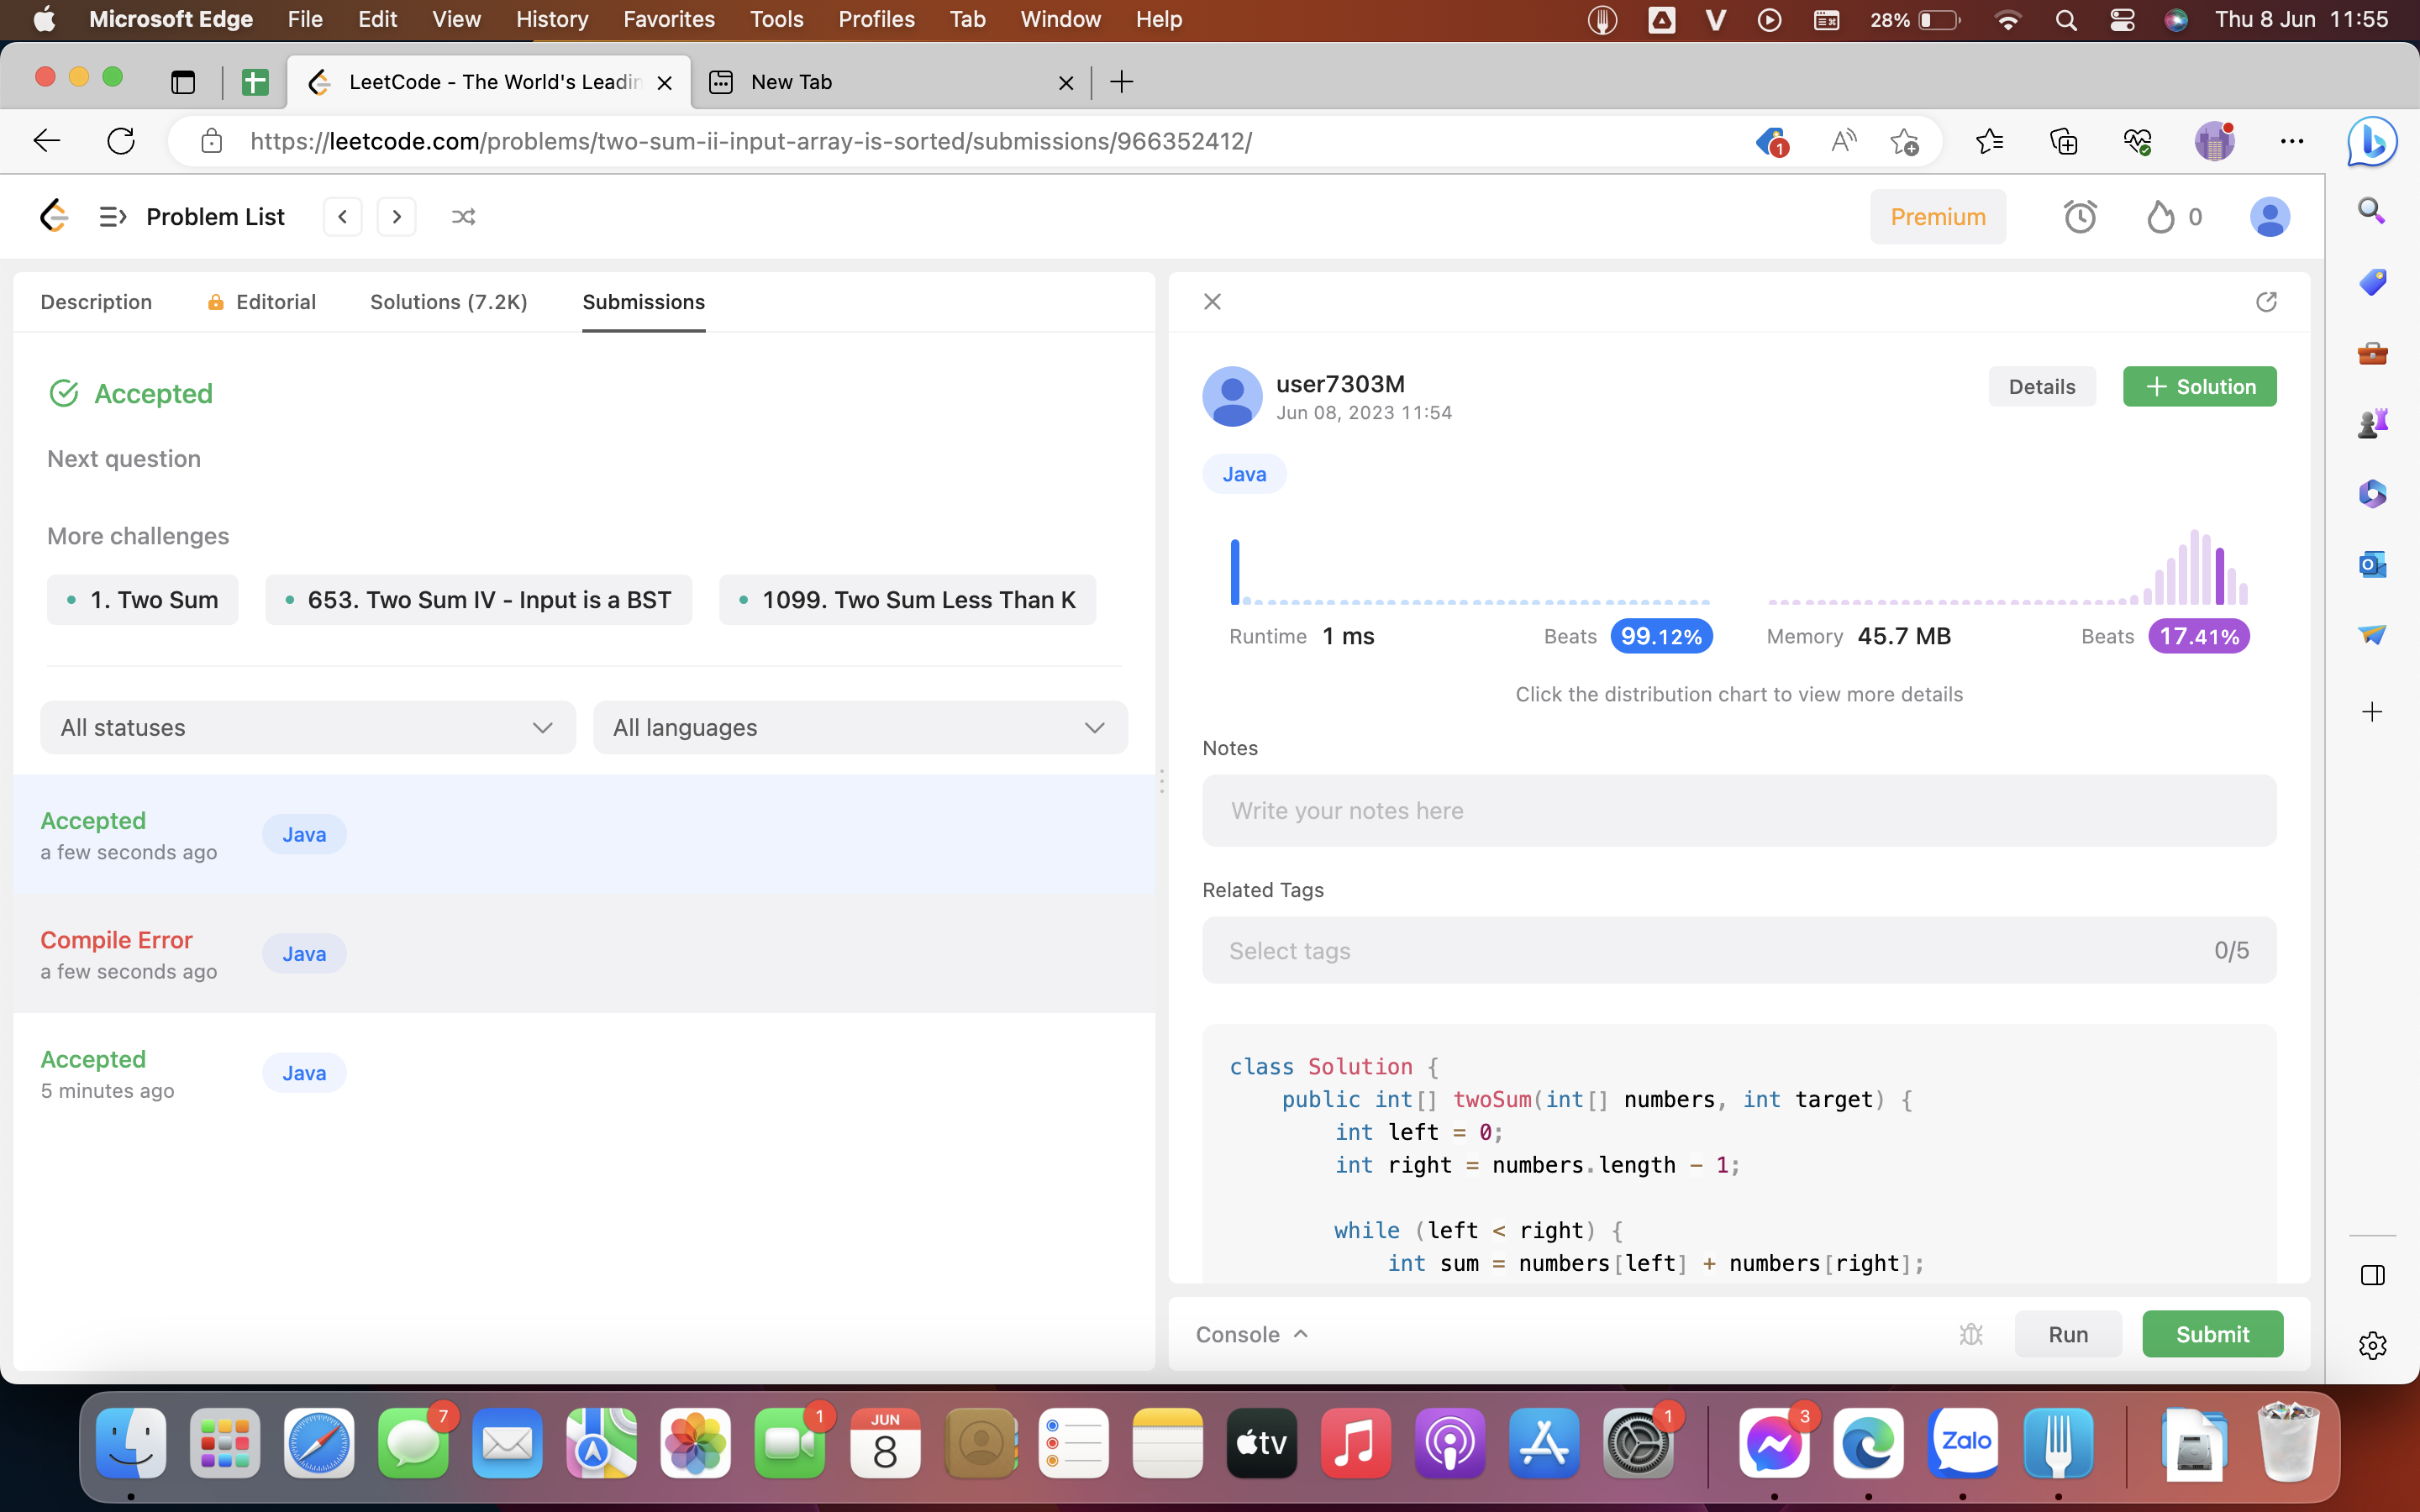 Microsoft Edge File Edit View History Favorites Tools Profiles Tab Window Help 28% Thu 8 Jun 11:55
LeetCode - The World's Leadin New Tab
https://leetcode.com/problems/two-sum-ii-input-array-is-sorted/submissions/966352412/ 1
Problem List Premium 0
Description Editorial Solutions (7.2K) Submissions
Accepted
Next question
More challenges
1. Two Sum 653. Two Sum IV - Input is a BST 1099. Two Sum Less Than K
All statuses All languages
Accepted Java
a few seconds ago
Compile Error Java
a few seconds ago
Accepted Java
5 minutes ago
user7303M Details + Solution
Jun 08, 2023 11:54
Java
Runtime 1 ms Beats 99.12% Memory 45.7 MB Beats 17.41%
Click the distribution chart to view more details
Notes
Write your notes here
Related Tags
Select tags 0/5
class Solution {
public int[] twoSum(int[] numbers, int target) {
int left = 0;
int right = numbers.length - 1;
while (left < right) {
int sum = numbers[left] + numbers[right];
Console Run Submit
7 1 JUN 8 tv 1 3 Zalo